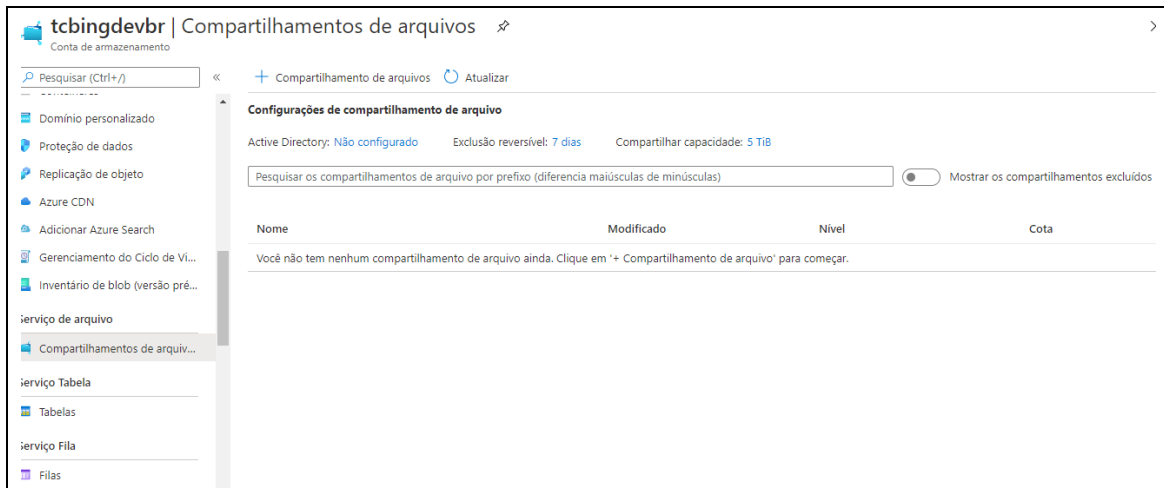 tcbingdevbr | Compartilhamentos de arquivos
Conta de armazenamento
Pesquisar (Ctrl+/)
«
+ Compartilhamento de arquivos Atualizar
Domínio personalizado
Proteção de dados
Replicação de objeto
Azure CDN
Adicionar Azure Search
Gerenciamento do Ciclo de Vi...
Inventário de blob (versão pré...
Serviço de arquivo
Compartilhamentos de arquiv...
Serviço Tabela
Tabelas
Serviço Fila
Filas
Configurações de compartilhamento de arquivo
Active Directory: Não configurado Exclusão reversível: 7 dias Compartilhar capacidade: 5 TiB
Pesquisar os compartilhamentos de arquivo por prefixo (diferencia maiúsculas de minúsculas)
Mostrar os compartilhamentos excluídos
Nome Modificado Nível Cota
Você não tem nenhum compartilhamento de arquivo ainda. Clique em '+ Compartilhamento de arquivo' para começar.